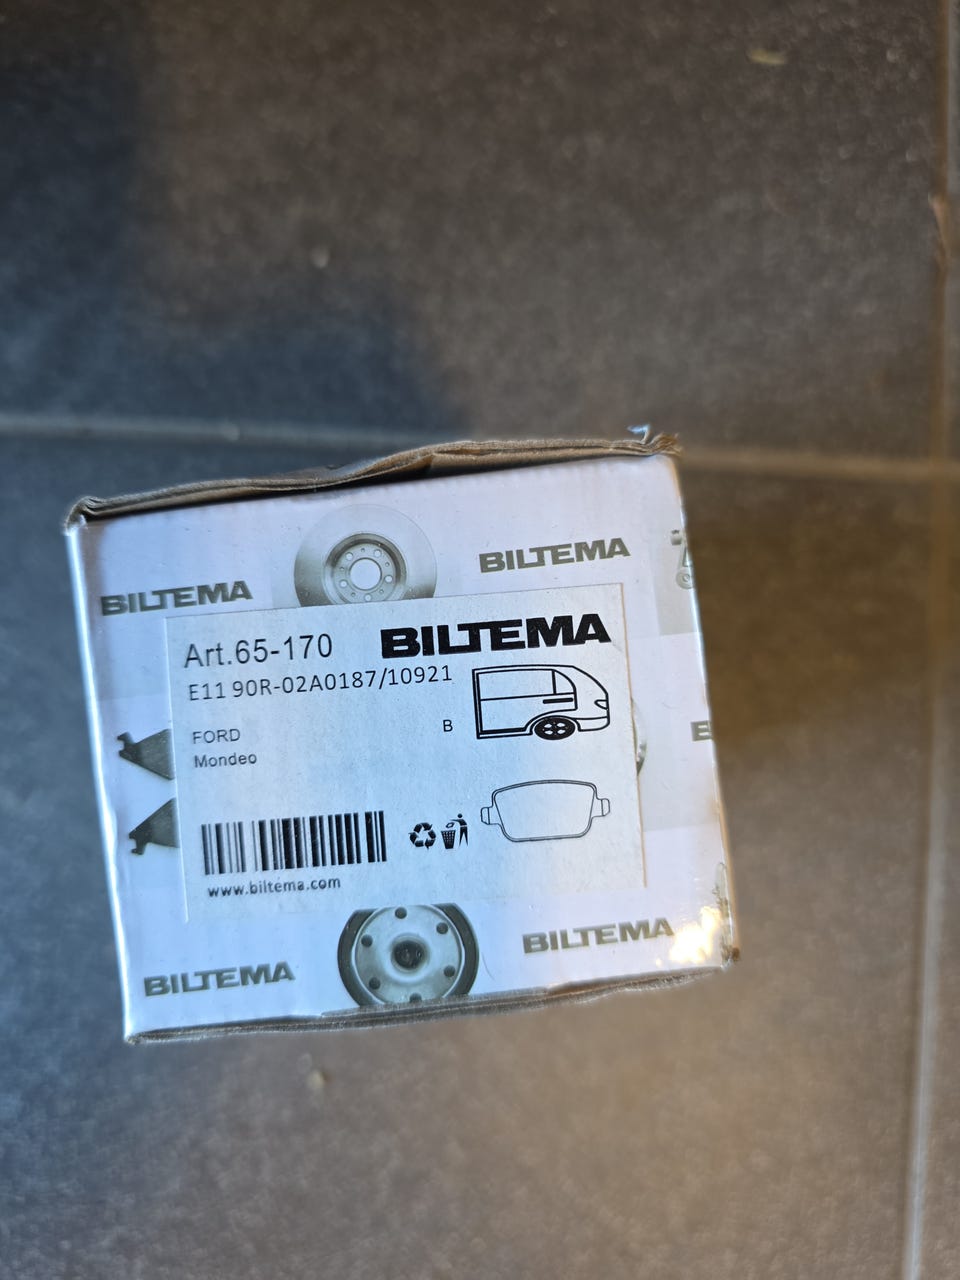 BILTEMA
BILTEMA
Art.65-170
BILTEMA
E11 90R-02A0187/10921
B
FORD
Mondeo
www.biltema.com
BILTEMA
BILTEMA